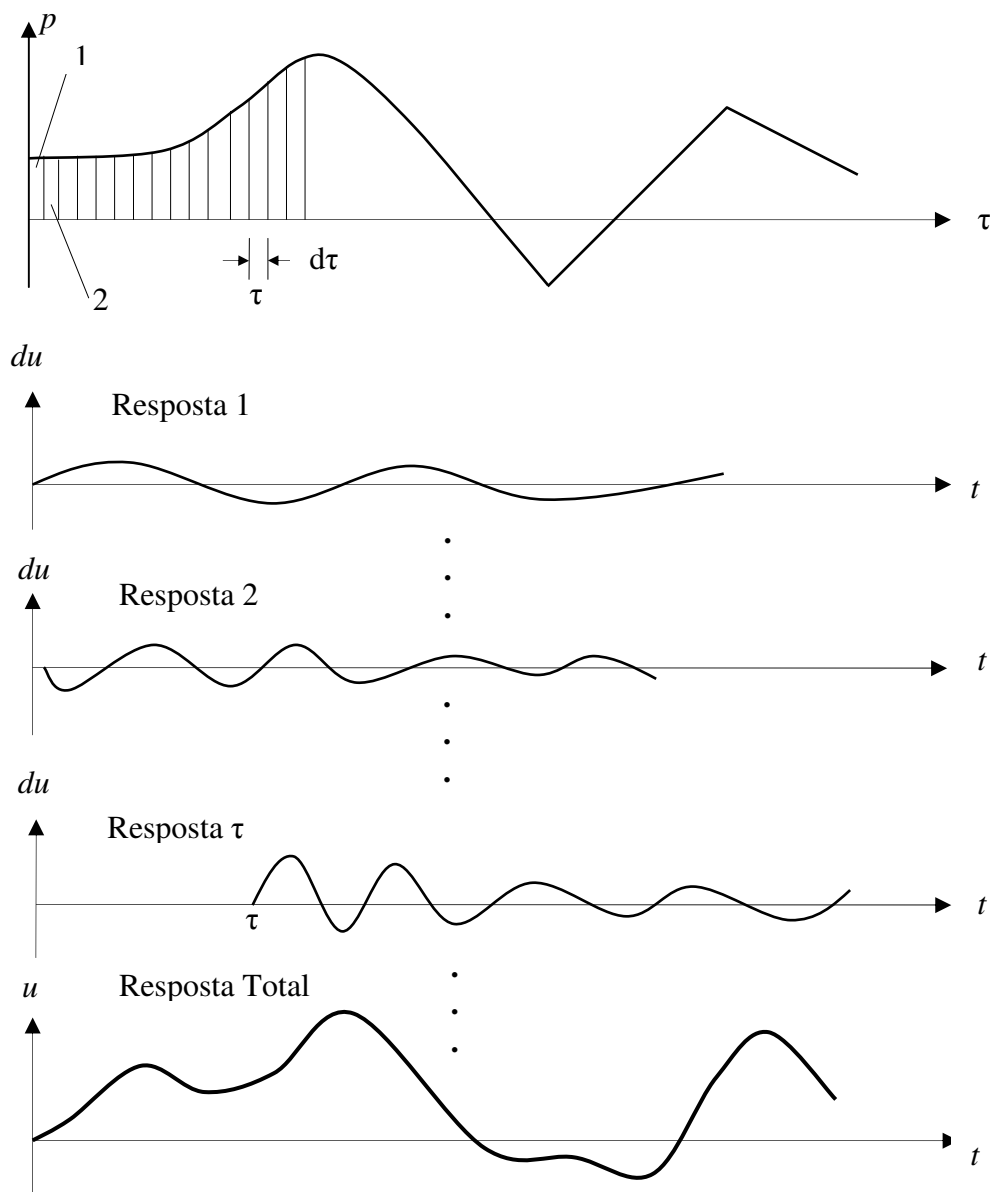 p
1
τ
dτ
τ
2
du
Resposta 1
t
du
Resposta 2
t
du
Resposta τ
τ
t
u
Resposta Total
t